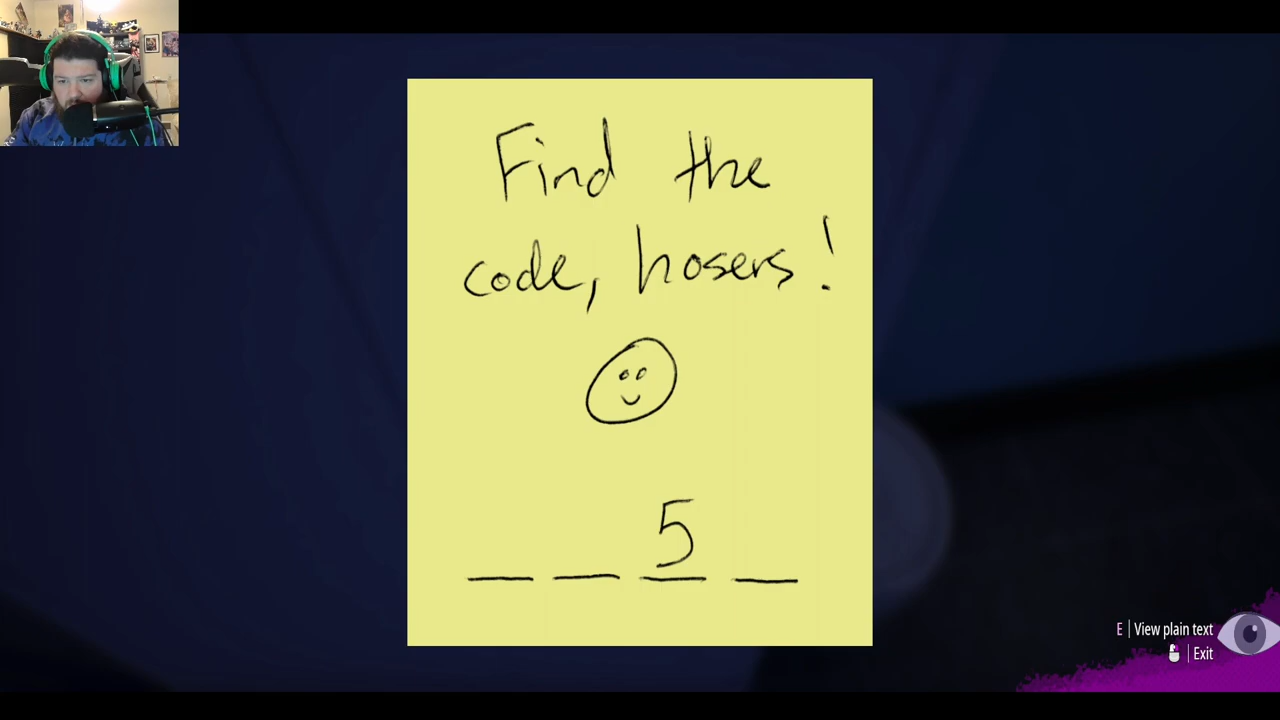 Find the
code, hosers!
5
E | View plain text
| Exit